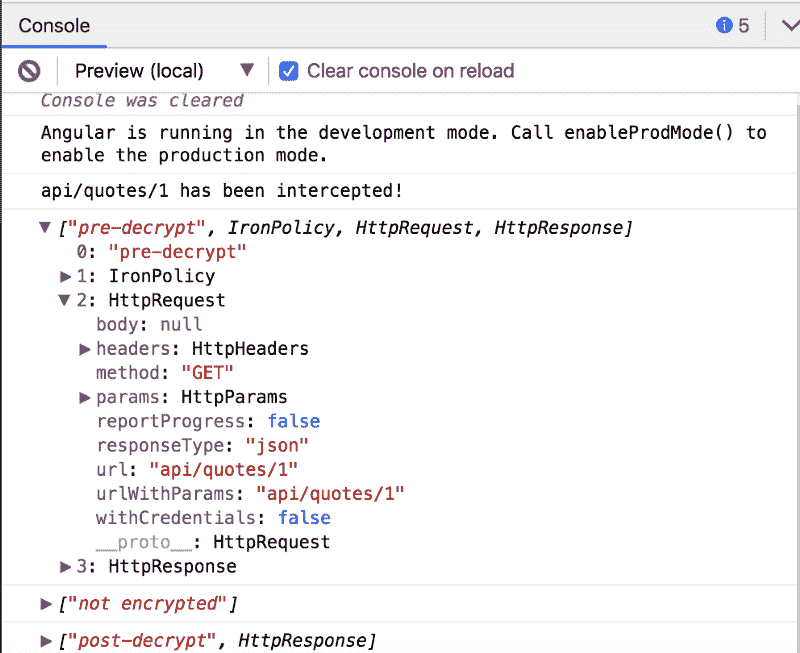 Console
5
Preview (local) ▼ Clear console on reload
Console was cleared
Angular is running in the development mode. Call enableProdMode() to
enable the production mode.
api/quotes/1 has been intercepted!
▼ ["pre-decrypt", IronPolicy, HttpRequest, HttpResponse]
0: "pre-decrypt"
▶ 1: IronPolicy
▼ 2: HttpRequest
body: null
▶ headers: HttpHeaders
method: "GET"
▶ params: HttpParams
reportProgress: false
responseType: "json"
url: "api/quotes/1"
urlWithParams: "api/quotes/1"
withCredentials: false
__proto__: HttpRequest
▶ 3: HttpResponse
▶ ["not encrypted"]
▶ ["post-decrypt", HttpResponse]